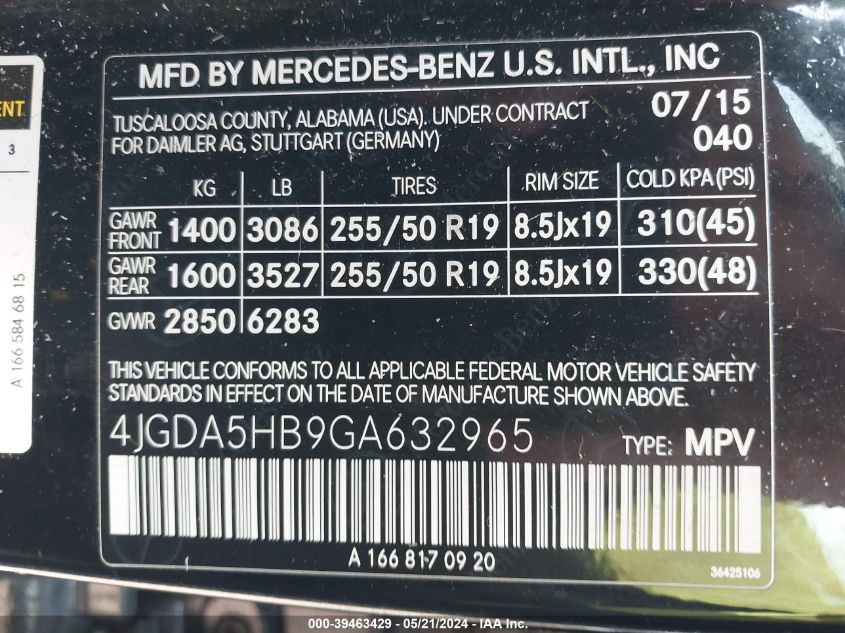 MFD BY MERCEDES-BENZ U.S. INTL., INC
TUSCALOOSA COUNTY, ALABAMA (USA). UNDER CONTRACT 07/15
FOR DAIMLER AG, STUTTGART (GERMANY) 040
KG LB TIRES RIM SIZE COLD KPA(PSI)
GAWR FRONT 1400 3086 255/50 R19 8.5Jx19 310(45)
GAWR REAR 1600 3527 255/50 R19 8.5Jx19 330(48)
GVWR 2850 6283
THIS VEHICLE CONFORMS TO ALL APPLICABLE FEDERAL MOTOR VEHICLE SAFETY
STANDARDS IN EFFECT ON THE DATE OF MANUFACTURE SHOWN ABOVE.
4JGDA5HB9GA632965 TYPE: MPV
A 166 817 09 20
36425106
3
A 166 584 68 15
000-39463429 - 05/21/2024 - IAA Inc.